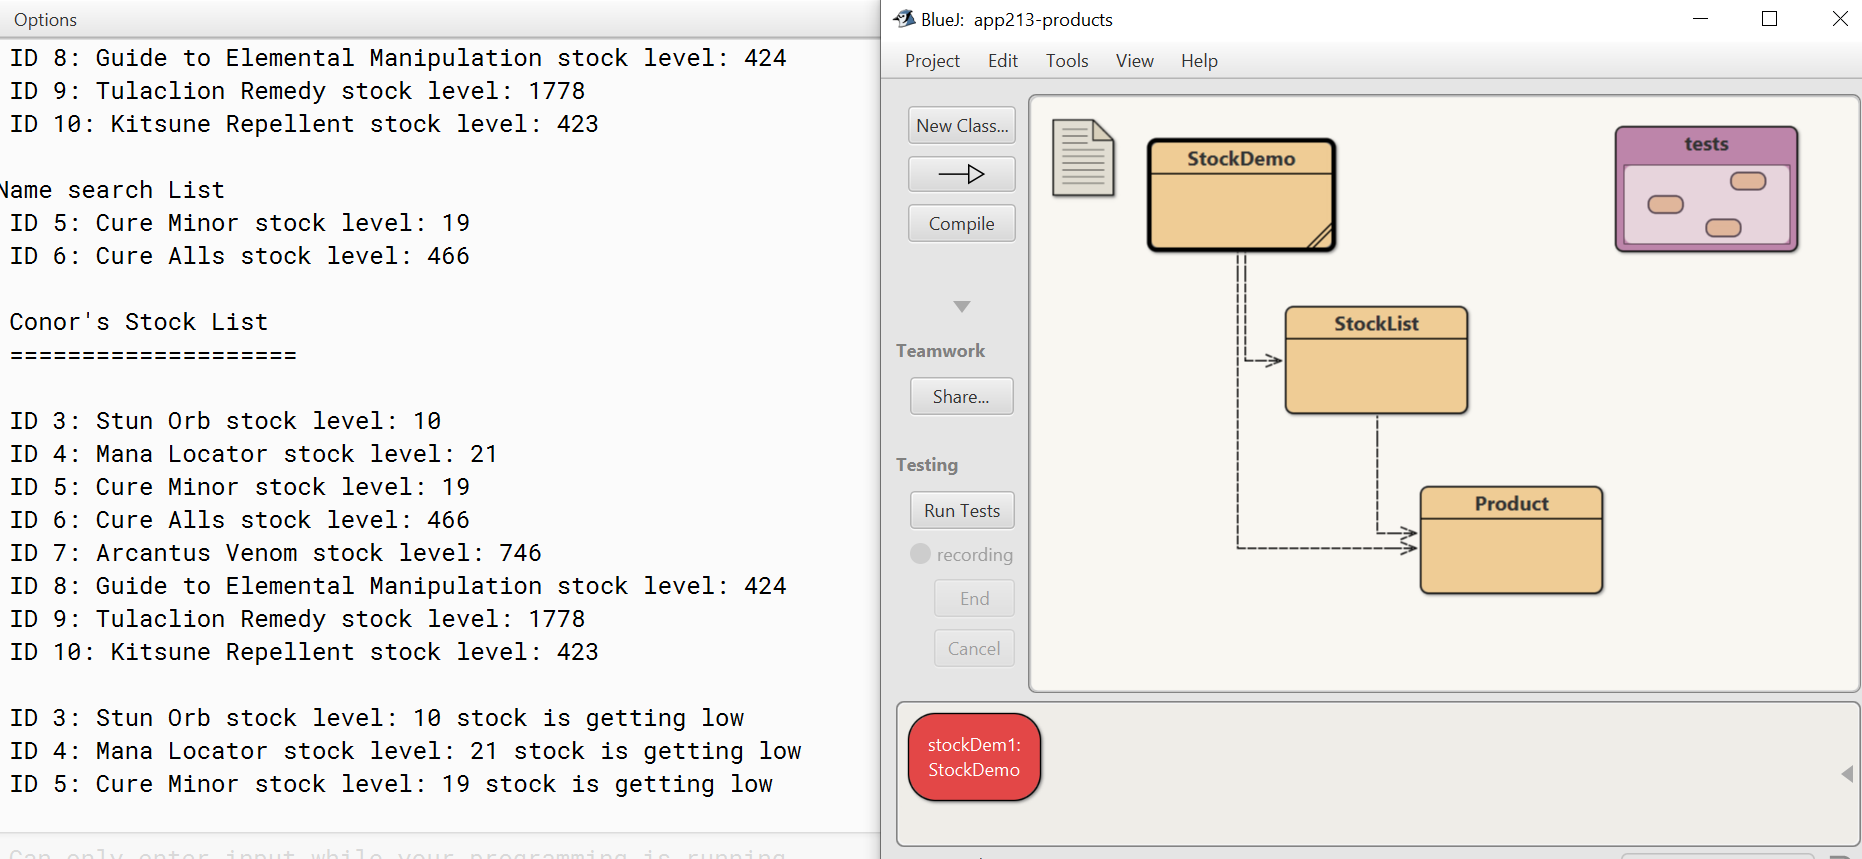 Options
ID 8: Guide to Elemental Manipulation stock level: 424
ID 9: Tulaclion Remedy stock level: 1778
ID 10: Kitsune Repellent stock level: 423
Name search List
ID 5: Cure Minor stock level: 19
ID 6: Cure Alls stock level: 466
Conor's Stock List
====================
ID 3: Stun Orb stock level: 10
ID 4: Mana Locator stock level: 21
ID 5: Cure Minor stock level: 19
ID 6: Cure Alls stock level: 466
ID 7: Arcantus Venom stock level: 746
ID 8: Guide to Elemental Manipulation stock level: 424
ID 9: Tulaclion Remedy stock level: 1778
ID 10: Kitsune Repellent stock level: 423
ID 3: Stun Orb stock level: 10 stock is getting low
ID 4: Mana Locator stock level: 21 stock is getting low
ID 5: Cure Minor stock level: 19 stock is getting low
Can only enter input while your programming is running
BlueJ: app213-products
Project Edit Tools View Help
New Class...
Compile
Teamwork
Share...
Testing
Run Tests
recording
End
Cancel
StockDemo
tests
StockList
Product
stockDem1:
StockDemo